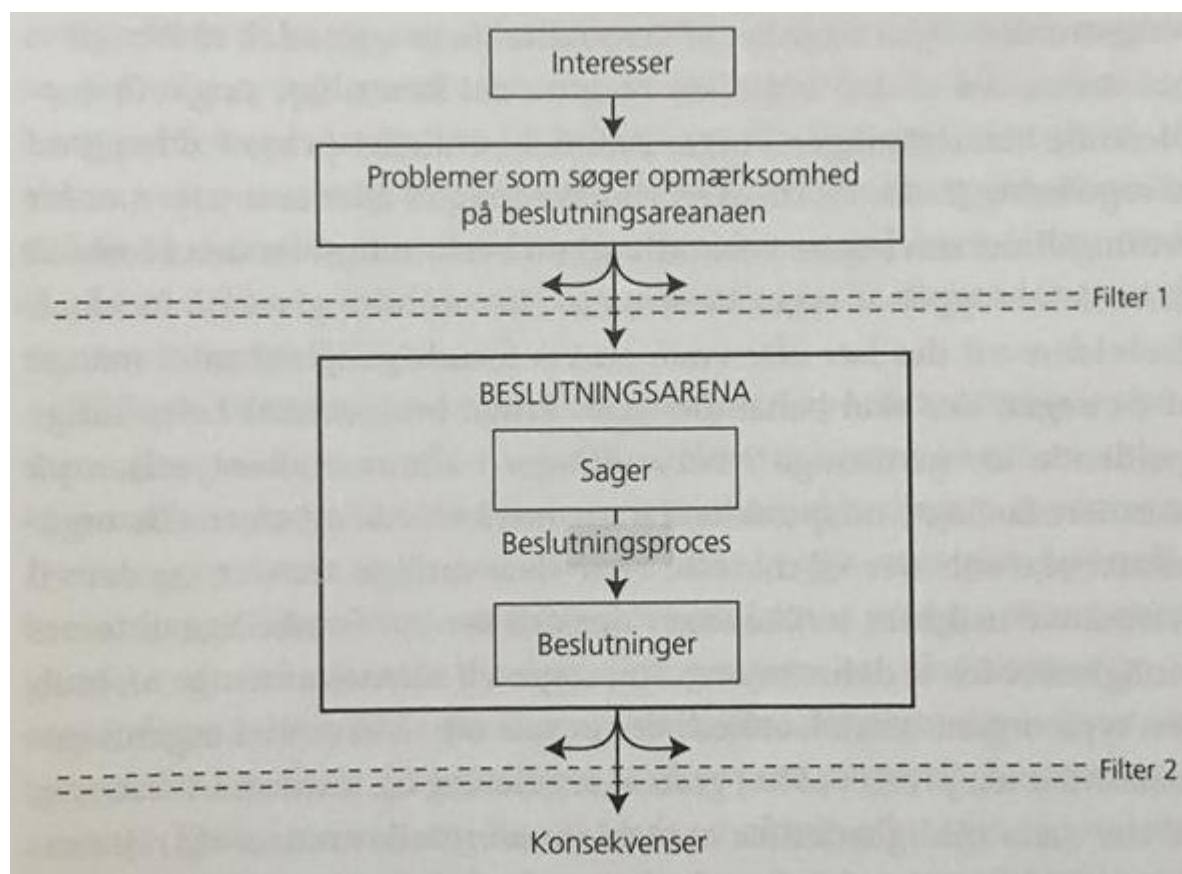 Interesser
Problemer som søger opmærksomhed
på beslutningsareanaen
Filter 1
BESLUTNINGSARENA
Sager
Beslutningsproces
Beslutninger
Filter 2
Konsekvenser